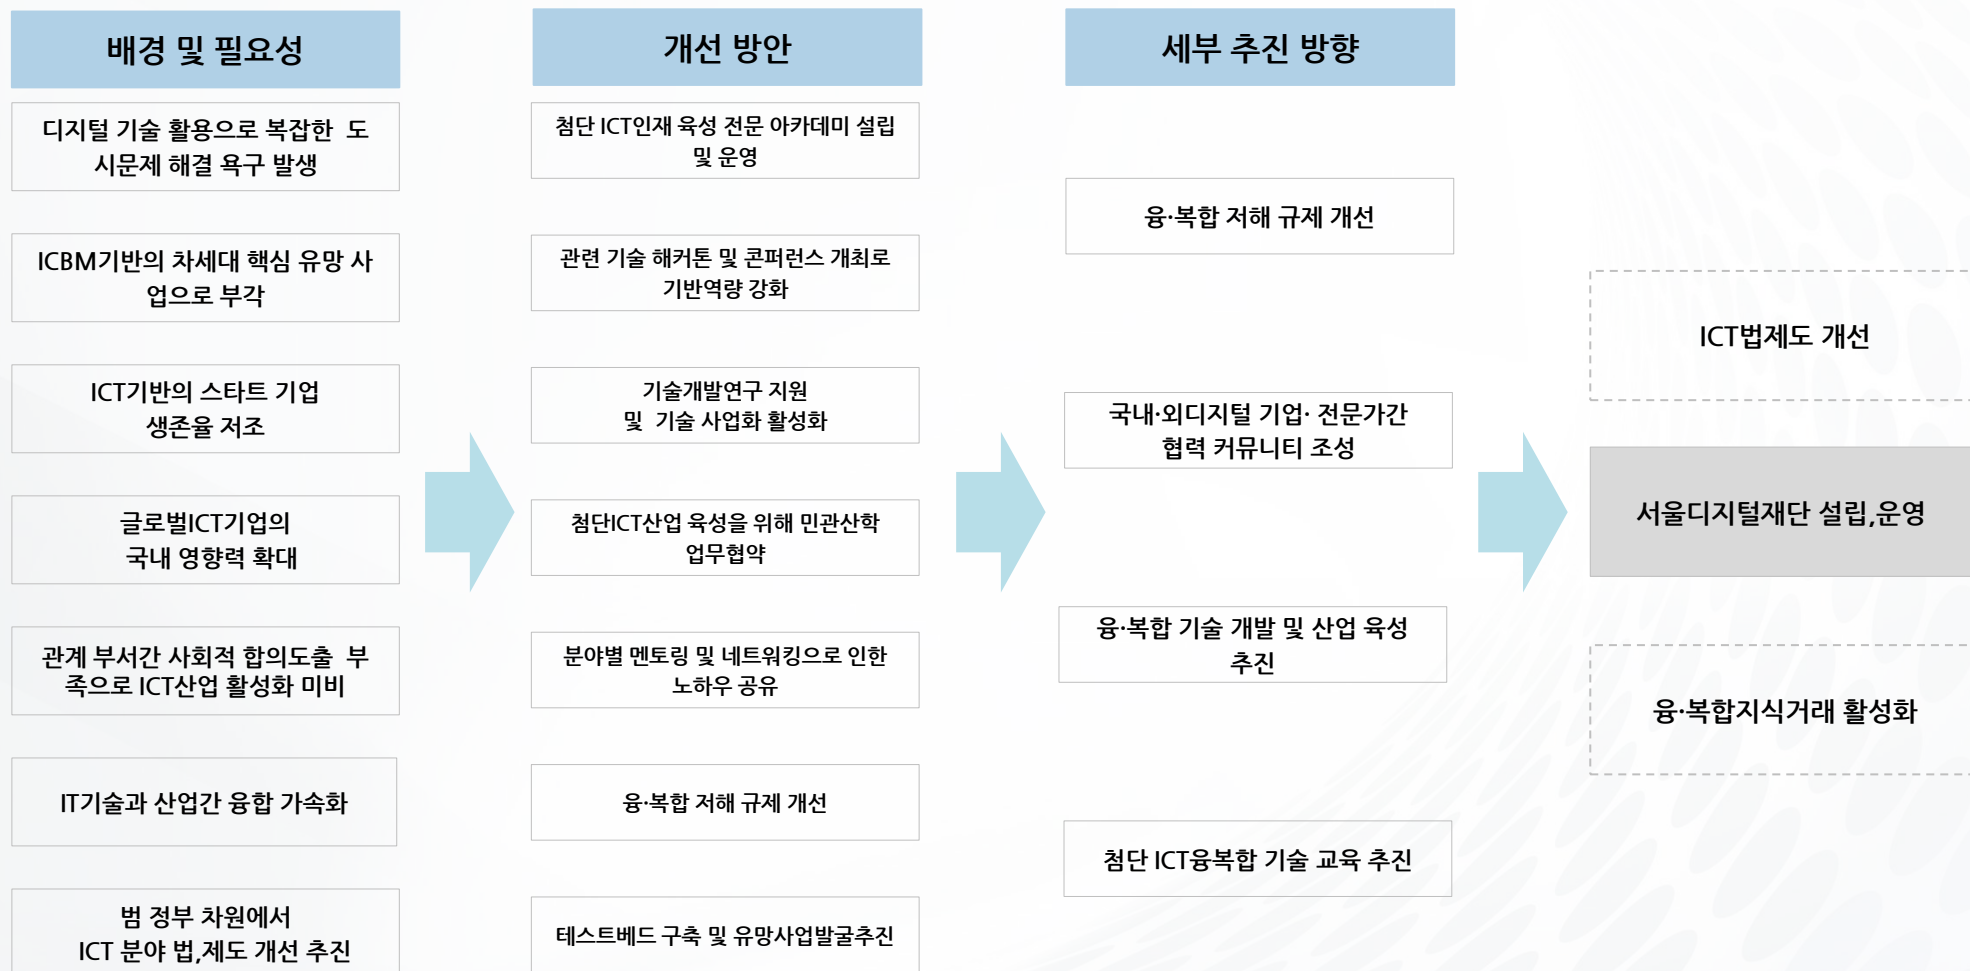 배경 및 필요성
디지털 기술 활용으로 복잡한 도
시문제 해결 욕구 발생
ICBM기반의 차세대 핵심 유망 사
업으로 부각
ICT기반의 스타트 기업
생존율 저조
글로벌ICT기업의
국내 영향력 확대
관계 부서간 사회적 합의도출 부
족으로 ICT산업 활성화 미비
IT기술과 산업간 융합 가속화
범 정부 차원에서
ICT 분야 법,제도 개선 추진
개선 방안
첨단 ICT인재 육성 전문 아카데미 설립
및 운영
관련 기술 해커톤 및 콘퍼런스 개최로
기반역량 강화
기술개발연구 지원
및 기술 사업화 활성화
첨단ICT산업 육성을 위해 민관산학
업무협약
분야별 멘토링 및 네트워킹으로 인한
노하우 공유
융·복합 저해 규제 개선
테스트베드 구축 및 유망사업발굴추진
세부 추진 방향
융·복합 저해 규제 개선
국내·외디지털 기업· 전문가간
협력 커뮤니티 조성
융·복합 기술 개발 및 산업 육성
추진
첨단 ICT융복합 기술 교육 추진
ICT법제도 개선
서울디지털재단 설립,운영
융·복합지식거래 활성화